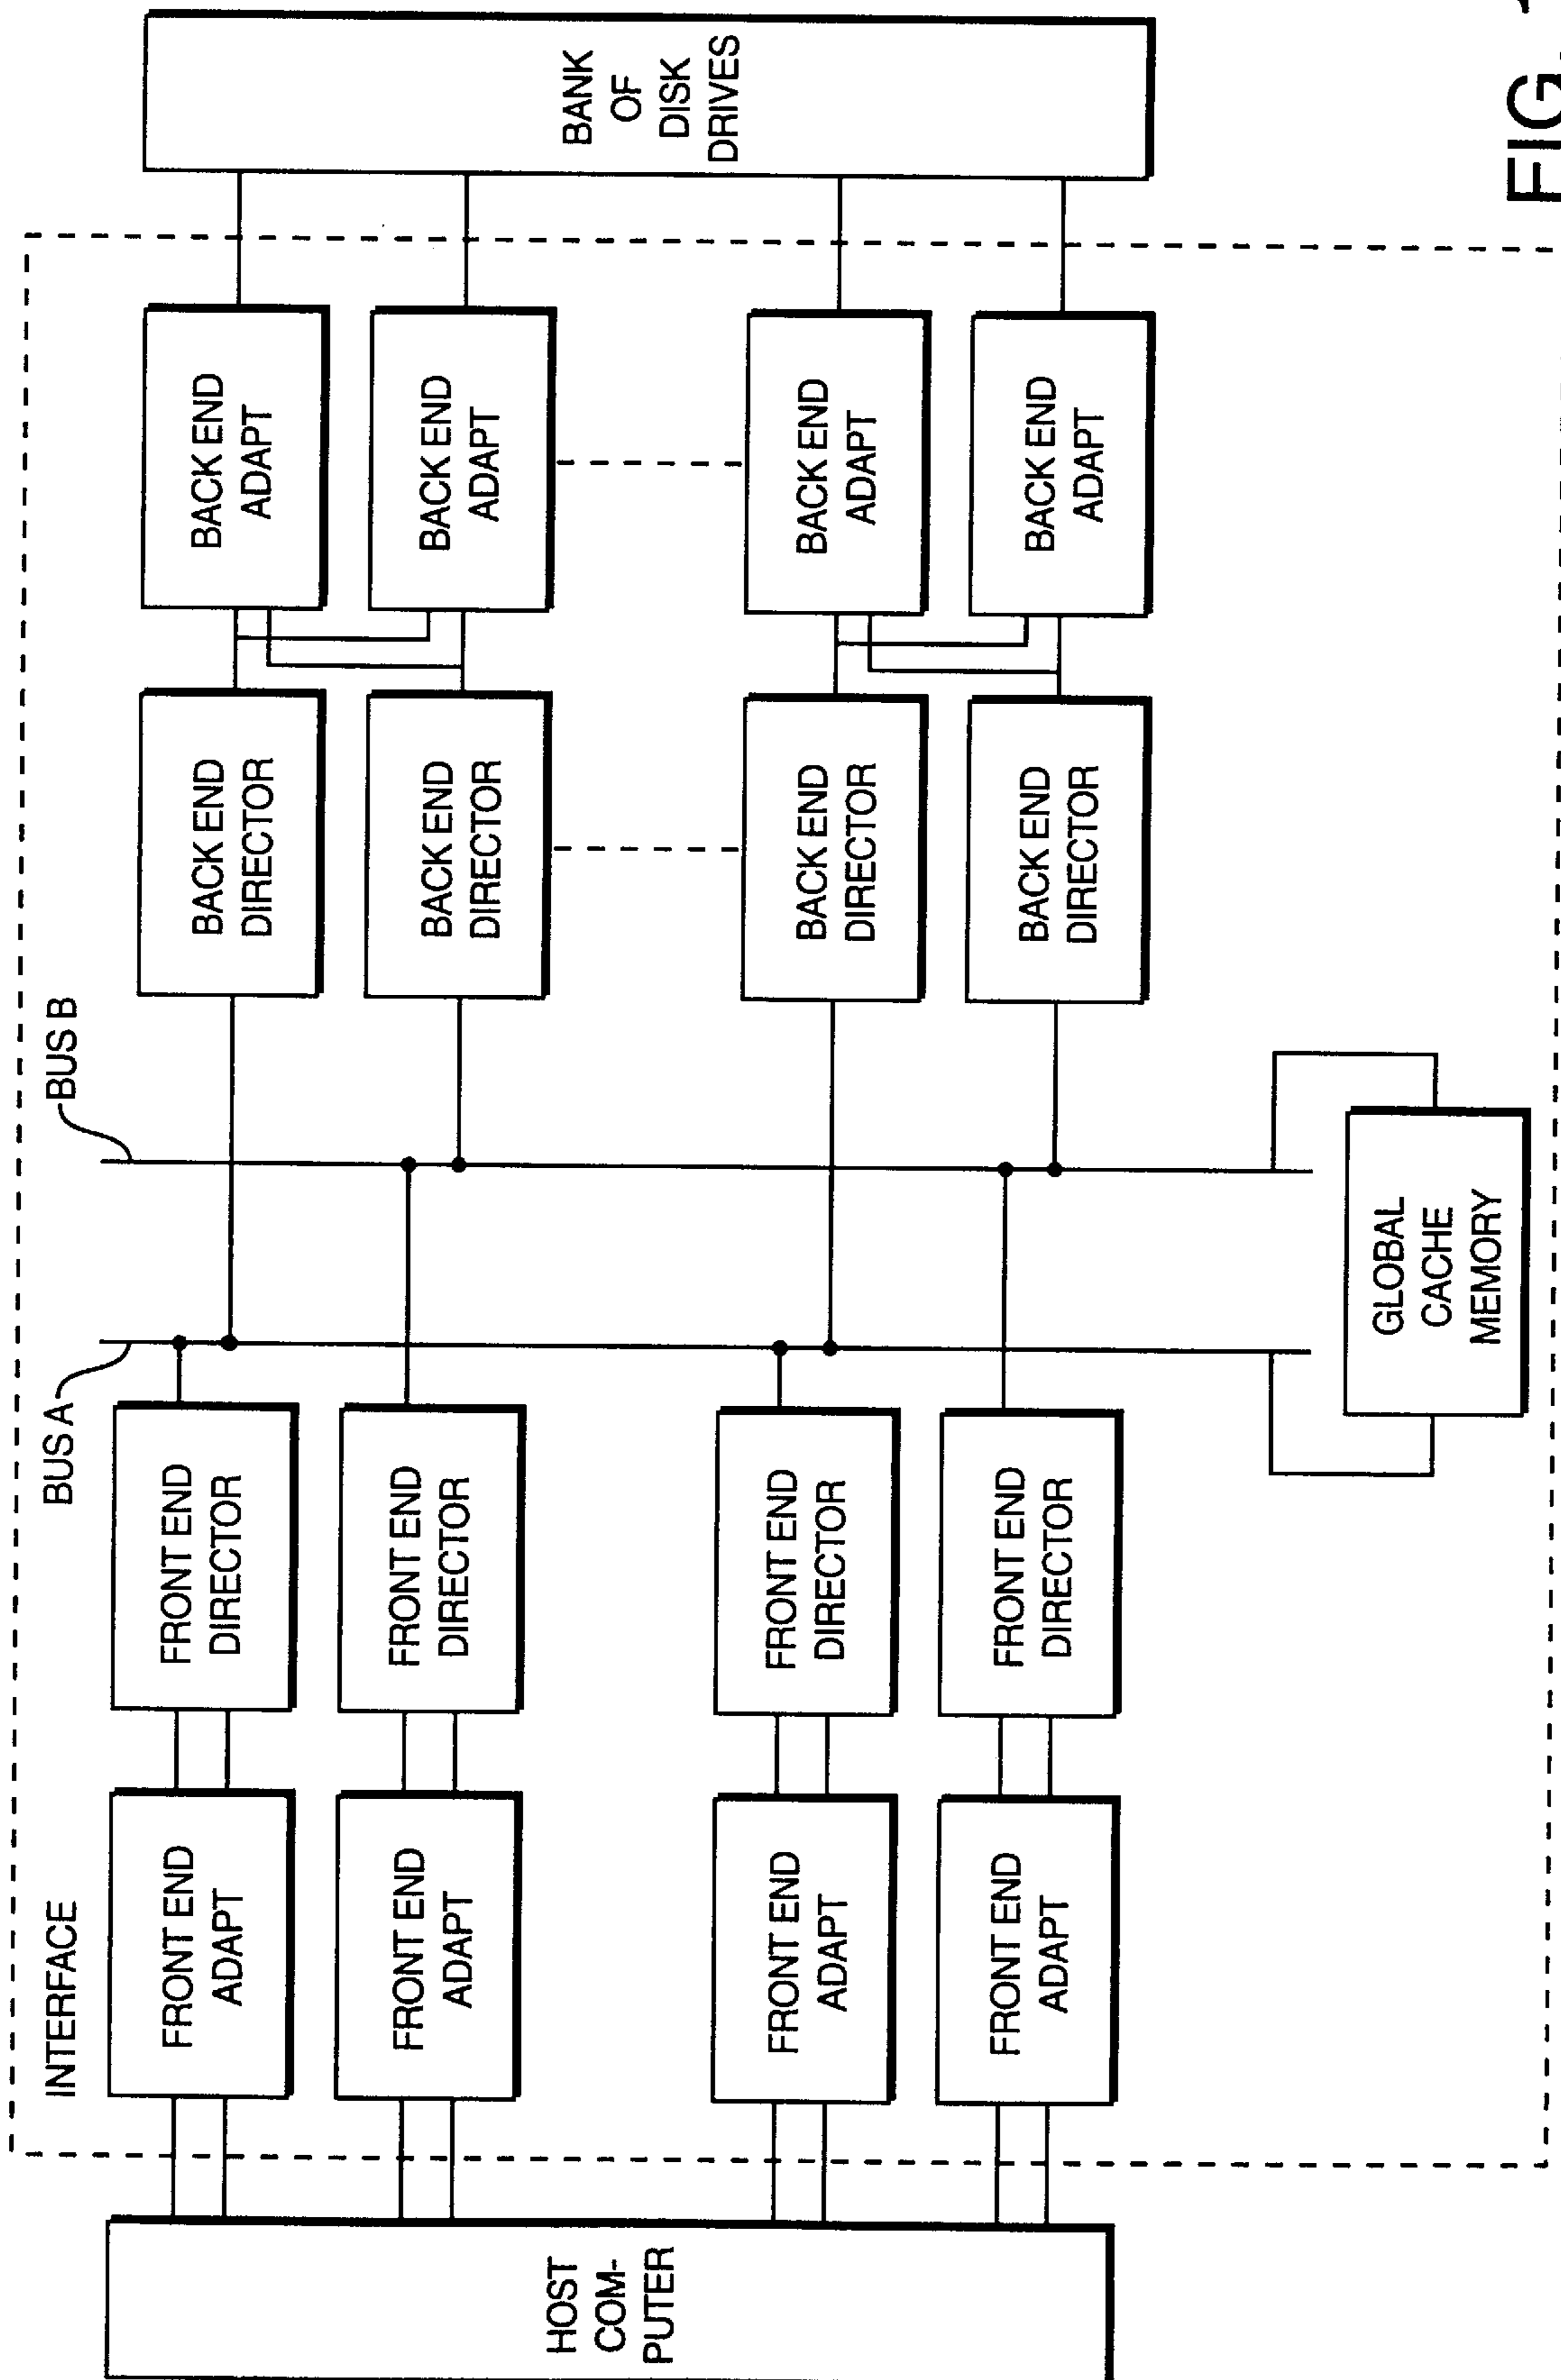 INTERFACE
BUS A
BUS B
HOST
COM-
PUTER
FRONT END
ADAPT
FRONT END
DIRECTOR
BACK END
DIRECTOR
BACK END
ADAPT
BANK
OF
DISK
DRIVES
FRONT END
ADAPT
FRONT END
DIRECTOR
BACK END
DIRECTOR
BACK END
ADAPT
FRONT END
ADAPT
FRONT END
DIRECTOR
BACK END
DIRECTOR
BACK END
ADAPT
FRONT END
ADAPT
FRONT END
DIRECTOR
BACK END
DIRECTOR
BACK END
ADAPT
GLOBAL
CACHE
MEMORY
FIG.